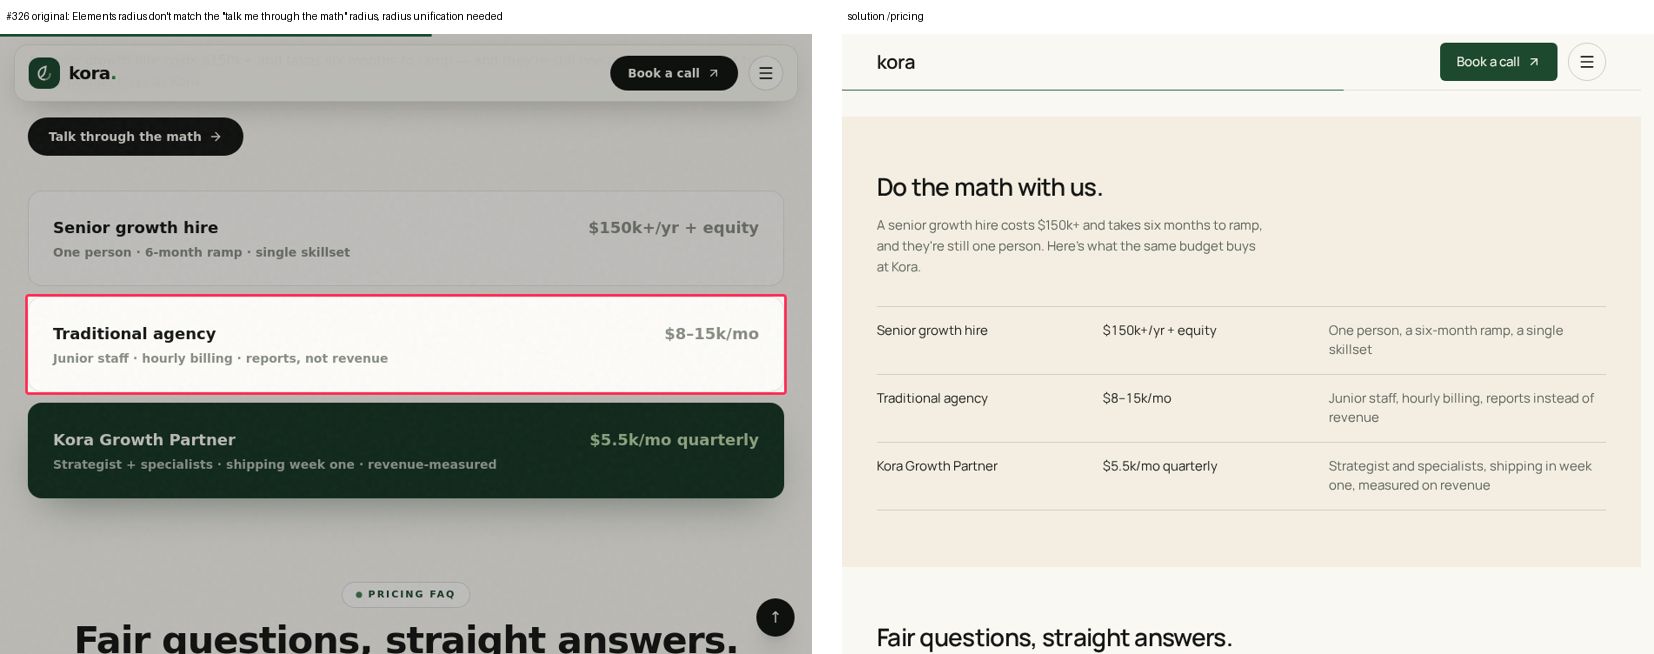 #326 original: Elements radius don't match the "talk me through the math" radius, radius unification needed
kora.
Book a call
Talk through the math
Senior growth hire
$150k+/yr + equity
One person · 6-month ramp · single skillset
Traditional agency
$8–15k/mo
Junior staff · hourly billing · reports, not revenue
Kora Growth Partner
$5.5k/mo quarterly
Strategist + specialists · shipping week one · revenue-measured
PRICING FAQ
Fair questions, straight answers.
solution /pricing
kora
Book a call
Do the math with us.
A senior growth hire costs $150k+ and takes six months to ramp,
and they're still one person. Here's what the same budget buys
at Kora.
Senior growth hire
$150k+/yr + equity
One person, a six-month ramp, a single
skillset
Traditional agency
$8–15k/mo
Junior staff, hourly billing, reports instead of
revenue
Kora Growth Partner
$5.5k/mo quarterly
Strategist and specialists, shipping in week
one, measured on revenue
Fair questions, straight answers.